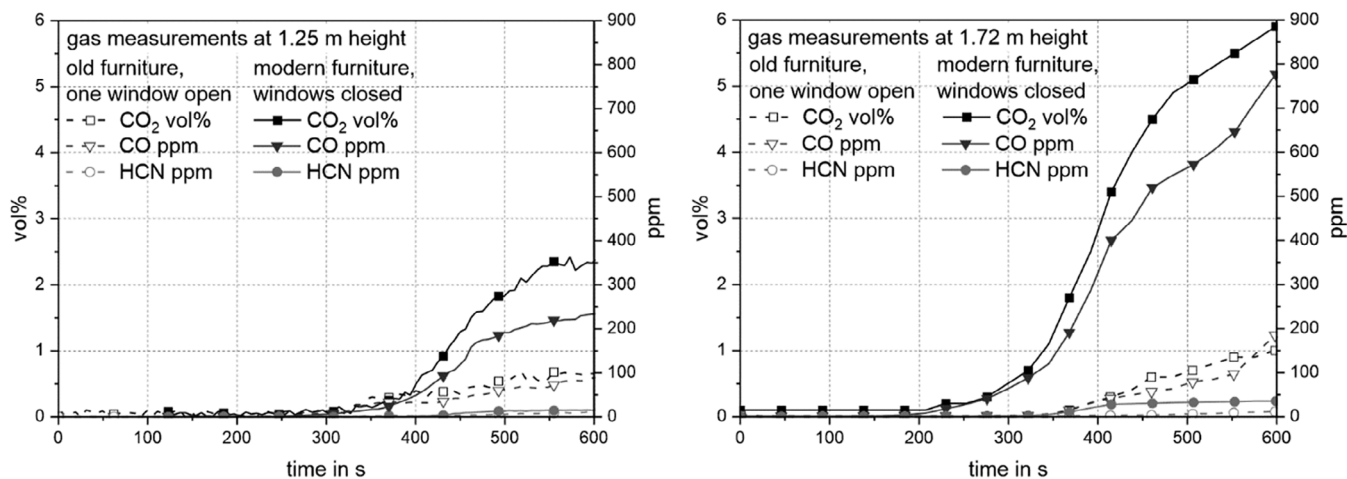 gas measurements at 1.25 m height
old furniture, modern furniture,
one window open windows closed
CO₂ vol% CO₂ vol%
CO ppm CO ppm
HCN ppm HCN ppm
6
5
4
3
2
1
0
vol%
900
800
700
600
500
400
300
200
100
0
ppm
0 100 200 300 400 500 600
time in s
gas measurements at 1.72 m height
old furniture, modern furniture,
one window open windows closed
CO₂ vol% CO₂ vol%
CO ppm CO ppm
HCN ppm HCN ppm
6
5
4
3
2
1
0
vol%
900
800
700
600
500
400
300
200
100
0
ppm
0 100 200 300 400 500 600
time in s